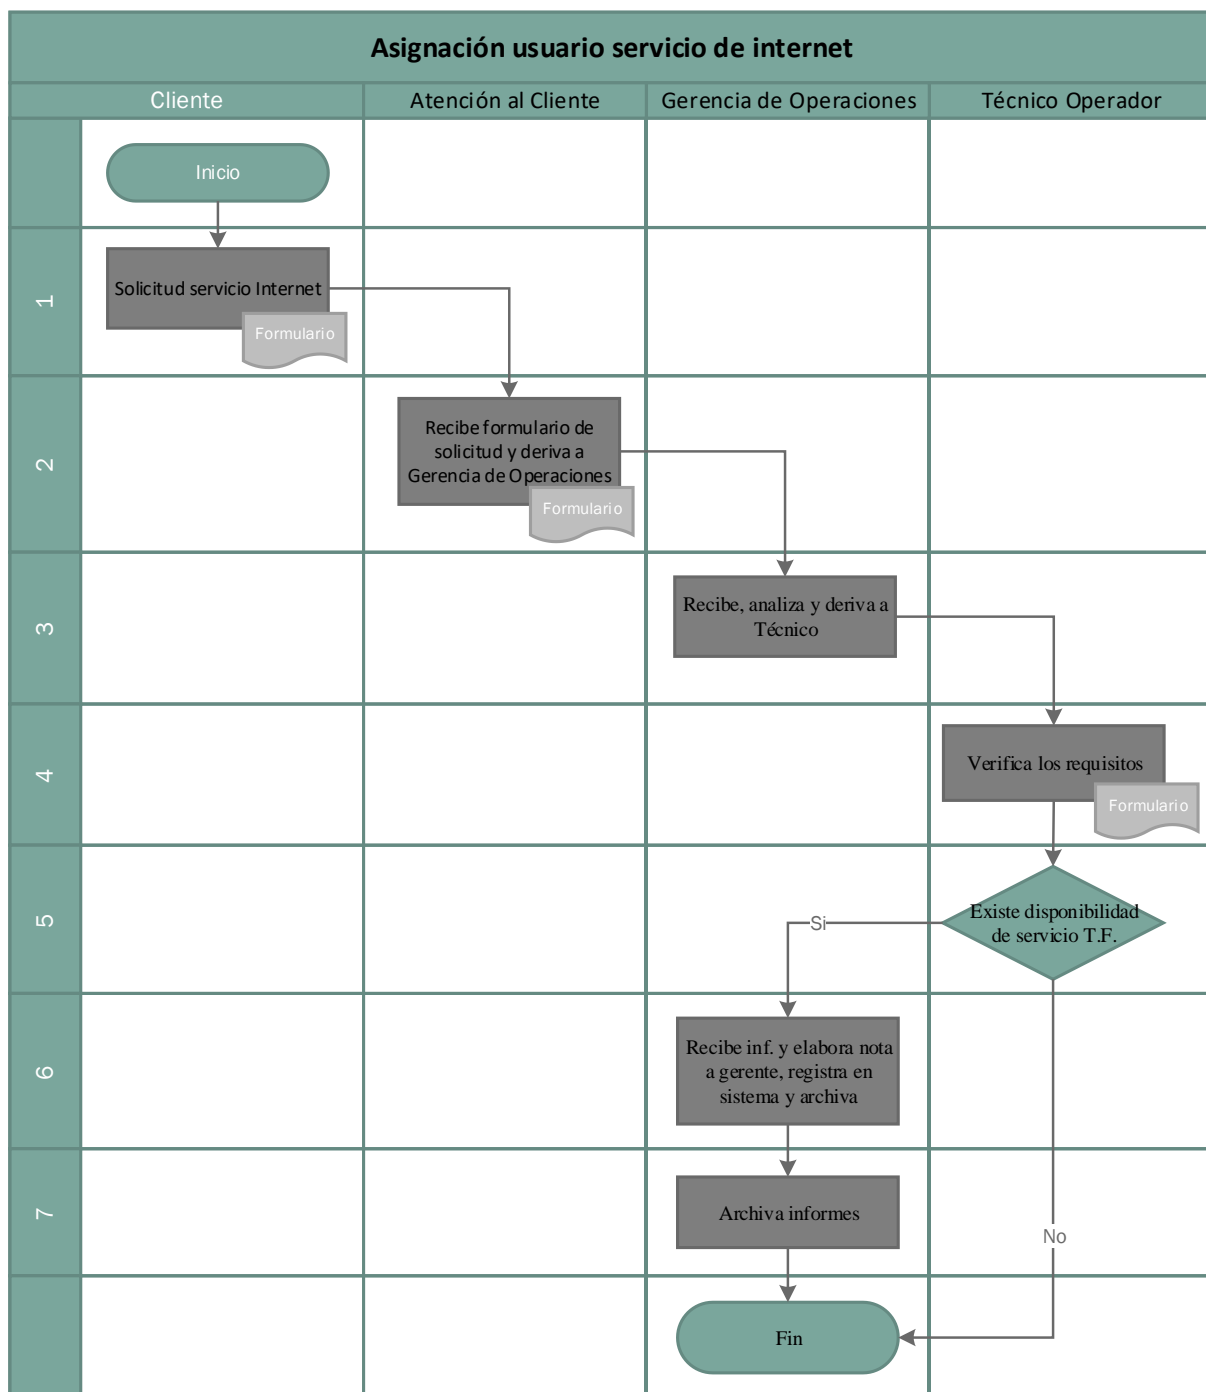 Asignación usuario servicio de internet
Cliente
Atención al Cliente
Gerencia de Operaciones
Técnico Operador
Inicio
1
Solicitud servicio Internet
Formulario
2
Recibe formulario de
solicitud y deriva a
Gerencia de Operaciones
Formulario
3
Recibe, analiza y deriva a
Técnico
4
Verifica los requisitos
Formulario
5
Existe disponibilidad
de servicio T.F.
Si
6
Recibe inf. y elabora nota
a gerente, registra en
sistema y archiva
7
Archiva informes
No
Fin